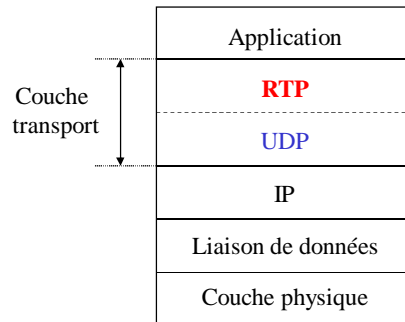 Application
RTP
Couche
transport
UDP
IP
Liaison de données
Couche physique